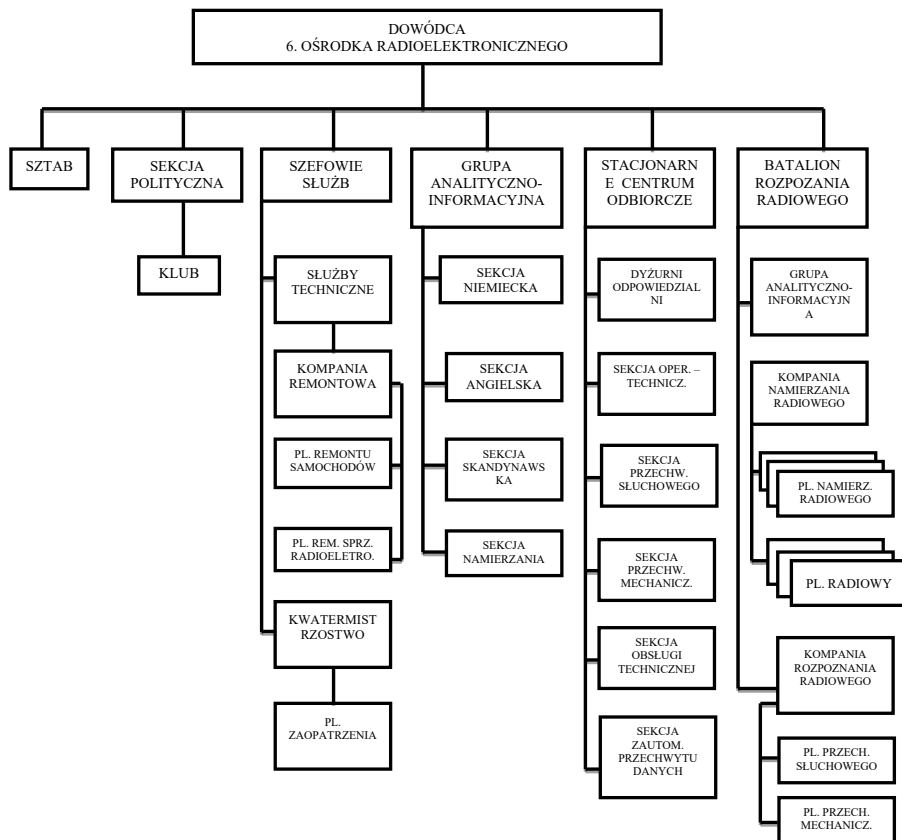 DOWÓDCA
6. OŚRODKA RADIOELEKTRONICZNEGO
SZTAB
SEKCJA
POLITYCZNA
KLUB
SZEFOWIE
SŁUŻB
SŁUŻBY
TECHNICZNE
KOMPANIA
REMONTOWA
PL. REMONTU
SAMOCHODÓW
PL. REM. SPRZ.
RADIOELETRO.
KWATERMIST
RZOSTWO
PL.
ZAOPATRZENIA
GRUPA
ANALITYCZNO-
INFORMACYJNA
SEKCJA
NIEMIECKA
SEKCJA
ANGIELSKA
SEKCJA
SKANDYNAWS
KA
SEKCJA
NAMIERZANIA
STACJONARN
E CENTRUM
ODBIORCZE
DYŻURNI
ODPOWIEDZIAL
NI
SEKCJA OPER. –
TECHNICZ.
SEKCJA
PRZECHW.
SŁUCHOWEGO
SEKCJA
PRZECHW.
MECHANICZ.
SEKCJA
OBSŁUGI
TECHNICZNEJ
SEKCJA
ZAUTOM.
PRZECHWYTU
DANYCH
BATALION
ROZPOZANIA
RADIOWEGO
GRUPA
ANALITYCZNO-
INFORMACYJN
A
KOMPANIA
NAMIERZANIA
RADIOWEGO
PL. NAMIERZ.
RADIOWEGO
PL. RADIOWY
KOMPANIA
ROZPOZNANIA
RADIOWEGO
PL. PRZECH.
SŁUCHOWEGO
PL. PRZECH.
MECHANICZ.